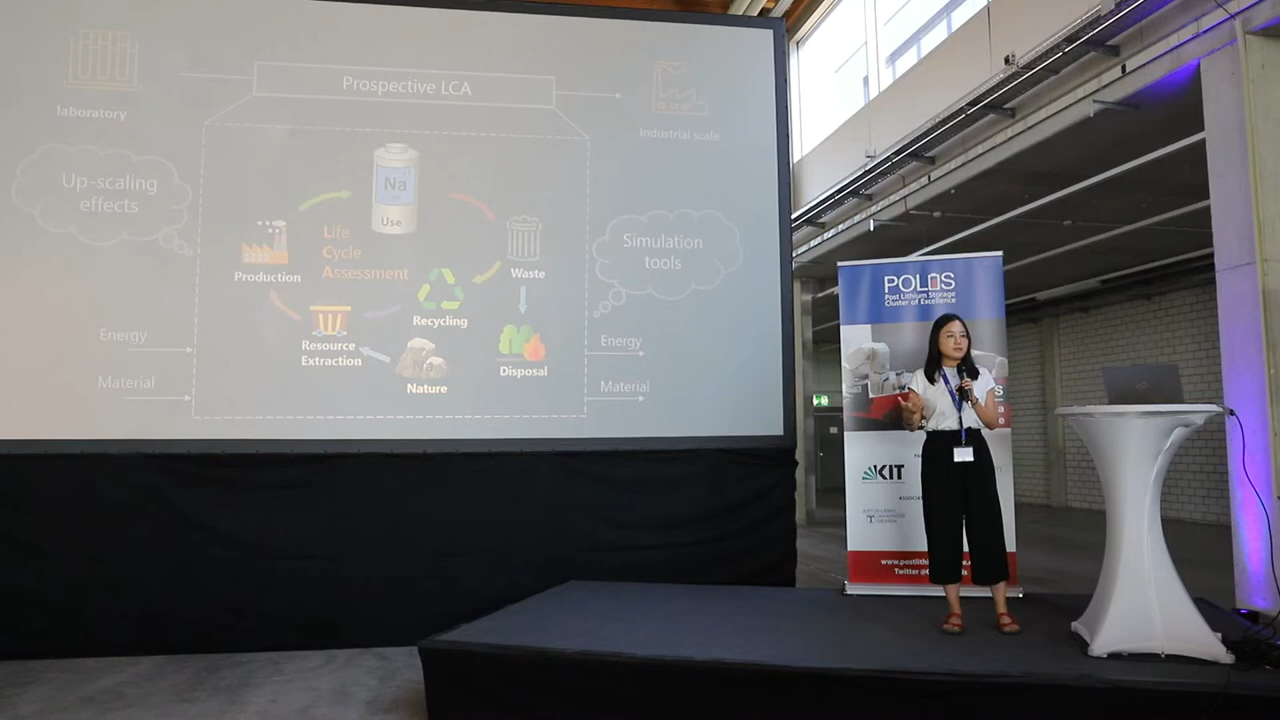 Prospective LCA
laboratory
Industrial scale
Up-scaling
effects
Na
Use
Life
Cycle
Assessment
Production
Waste
Simulation
tools
Recycling
Resource
Extraction
Nature
Disposal
Energy
Material
Energy
Material
POLiS
Post Lithium Storage
Cluster of Excellence
KIT
www.postlithi
Twitter @